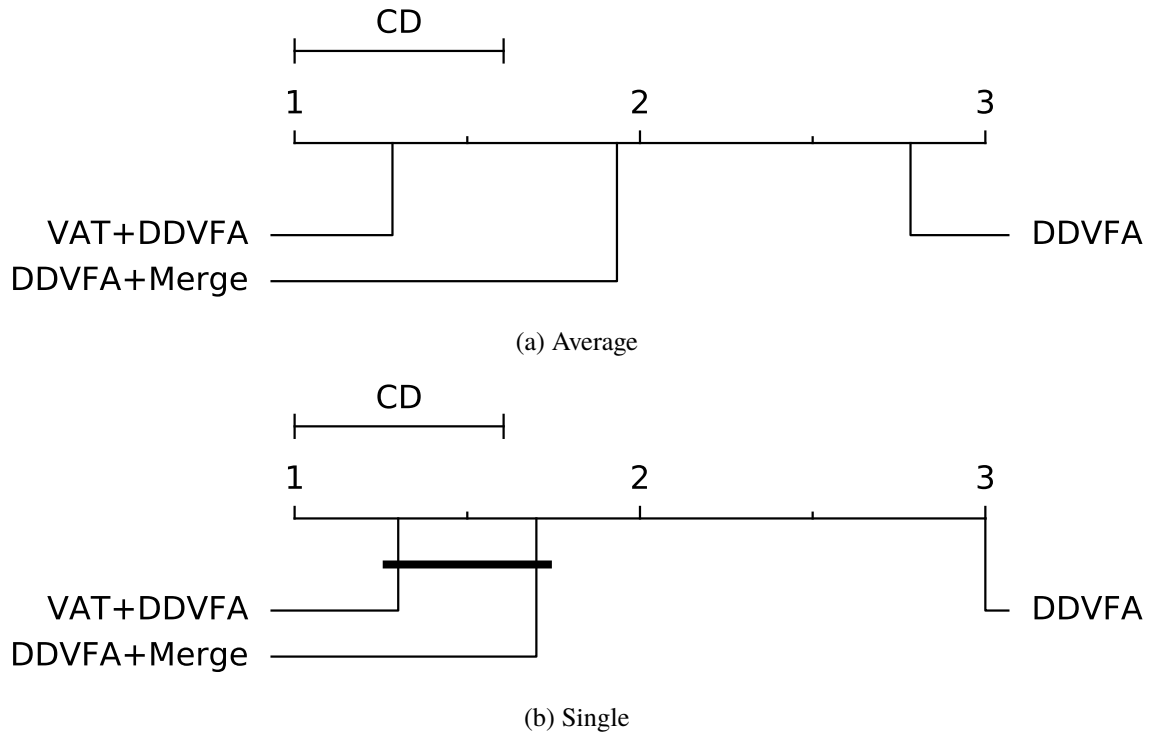 CD
1 2 3
VAT+DDVFA DDVFA
DDVFA+Merge
(a) Average
CD
1 2 3
VAT+DDVFA DDVFA
DDVFA+Merge
(b) Single